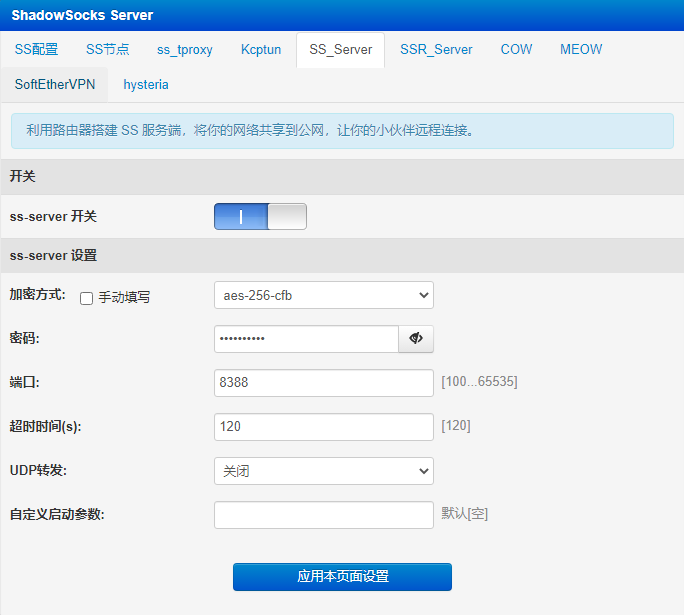 ShadowSocks Server
SS配置 SS节点 ss_tproxy Kcptun SS_Server SSR_Server COW MEOW
SoftEtherVPN hysteria
利用路由器搭建 SS 服务端，将你的网络共享到公网，让你的小伙伴远程连接。
开关
ss-server 开关
ss-server 设置
加密方式: 手动填写 aes-256-cfb
密码: ••••••••••
端口: 8388 [100...65535]
超时时间(s): 120 [120]
UDP转发: 关闭
自定义启动参数: 默认[空]
应用本页面设置